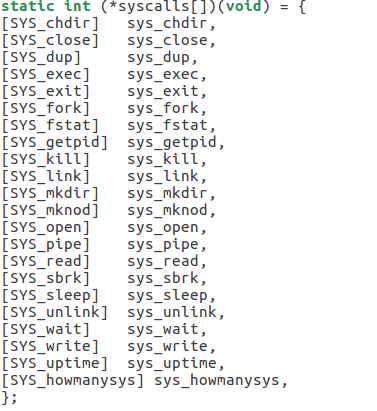 static int (*syscalls[])(void) = {
[SYS_chdir]   sys_chdir,
[SYS_close]   sys_close,
[SYS_dup]     sys_dup,
[SYS_exec]    sys_exec,
[SYS_exit]    sys_exit,
[SYS_fork]    sys_fork,
[SYS_fstat]   sys_fstat,
[SYS_getpid]  sys_getpid,
[SYS_kill]    sys_kill,
[SYS_link]    sys_link,
[SYS_mkdir]   sys_mkdir,
[SYS_mknod]   sys_mknod,
[SYS_open]    sys_open,
[SYS_pipe]    sys_pipe,
[SYS_read]    sys_read,
[SYS_sbrk]    sys_sbrk,
[SYS_sleep]   sys_sleep,
[SYS_unlink]  sys_unlink,
[SYS_wait]    sys_wait,
[SYS_write]   sys_write,
[SYS_uptime]  sys_uptime,
[SYS_howmanysys] sys_howmanysys,
};